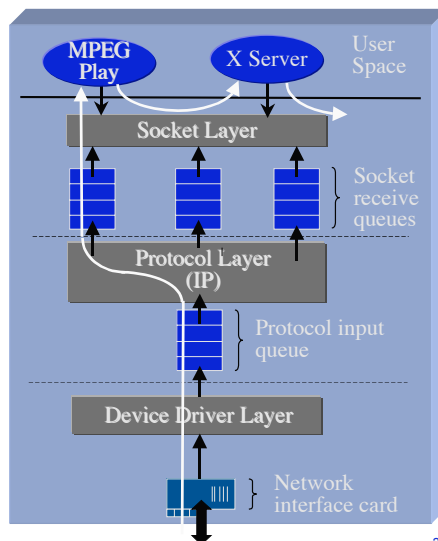 MPEG
Play
X Server
User
Space
Socket Layer
Socket
receive
queues
Protocol Layer
(IP)
Protocol input
queue
Device Driver Layer
Network
interface card